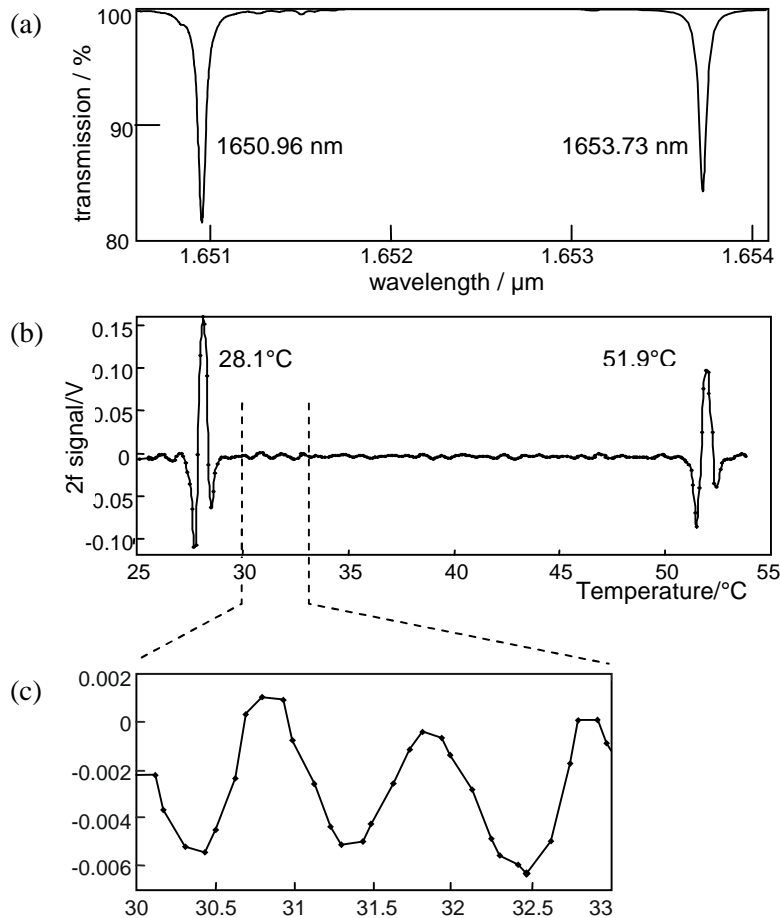 (a)
100
90
80
transmission / %
1650.96 nm
1653.73 nm
1.651
1.652
1.653
1.654
wavelength / µm
(b)
0.15
0.10
0.05
0
-0.05
-0.10
2f signal/V
28.1°C
51.9°C
25
30
35
40
45
50
55
Temperature/°C
(c)
0.002
0
-0.002
-0.004
-0.006
30
30.5
31
31.5
32
32.5
33